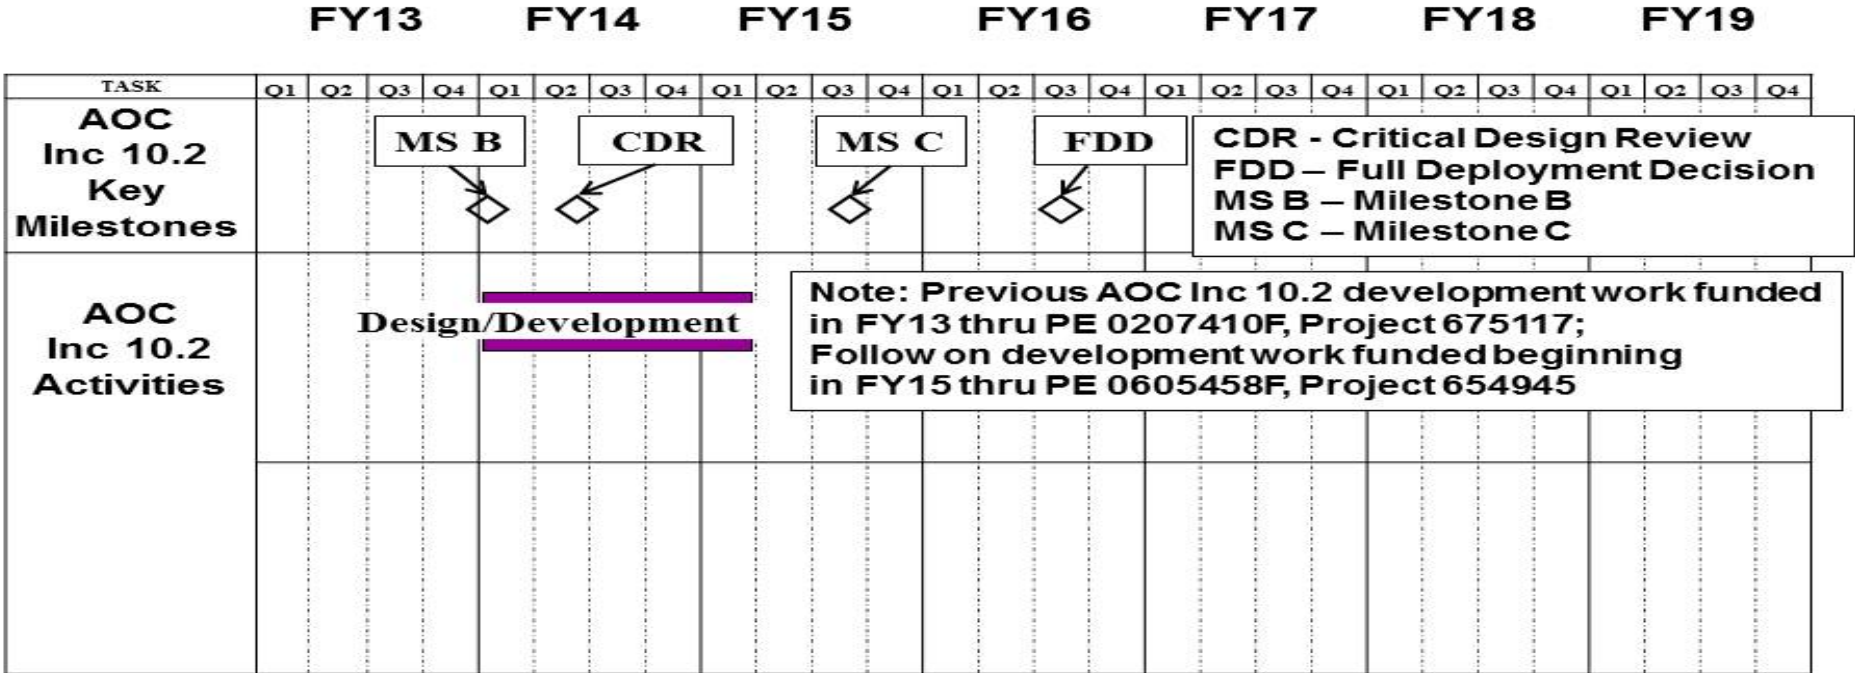 FY13 FY14 FY15 FY16 FY17 FY18 FY19
TASK Q1 Q2 Q3 Q4 Q1 Q2 Q3 Q4 Q1 Q2 Q3 Q4 Q1 Q2 Q3 Q4 Q1 Q2 Q3 Q4 Q1 Q2 Q3 Q4 Q1 Q2 Q3 Q4
AOC
Inc 10.2
Key
Milestones
MS B CDR MS C FDD
CDR - Critical Design Review
FDD – Full Deployment Decision
MS B – Milestone B
MS C – Milestone C
AOC
Inc 10.2
Activities
Design/Development
Note: Previous AOC Inc 10.2 development work funded
in FY13 thru PE 0207410F, Project 675117;
Follow on development work funded beginning
in FY15 thru PE 0605458F, Project 654945